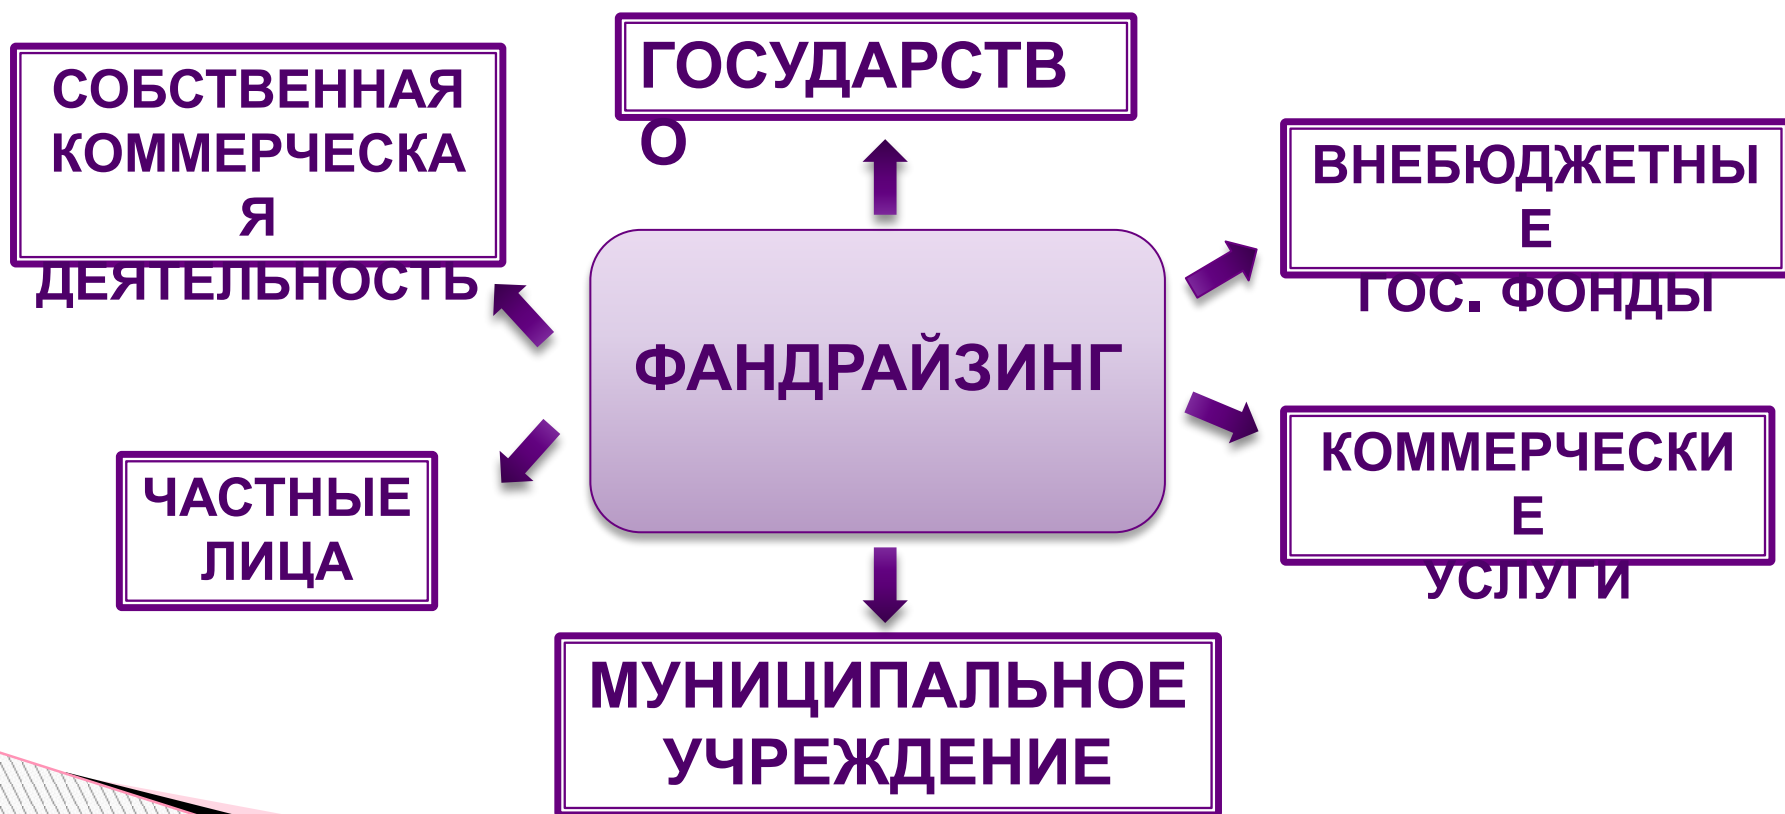 ГОСУДАРСТВ
О
СОБСТВЕННАЯ
КОММЕРЧЕСКА
Я
ДЕЯТЕЛЬНОСТЬ
ВНЕБЮДЖЕТНЫ
Е
ГОС. ФОНДЫ
ФАНДРАЙЗИНГ
ЧАСТНЫЕ
ЛИЦА
КОММЕРЧЕСКИ
Е
УСЛУГИ
МУНИЦИПАЛЬНОЕ
УЧРЕЖДЕНИЕ